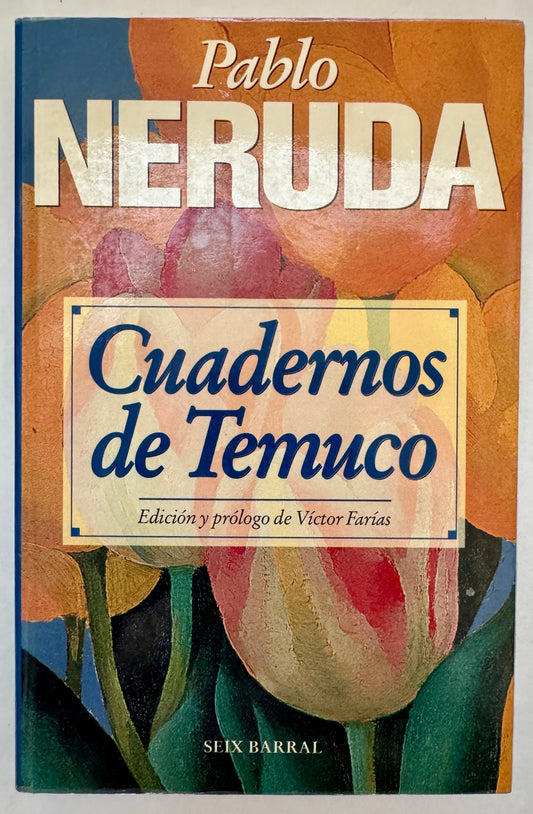 Pablo
NERUDA
Cuadernos
de Temuco
Edición y prólogo de Víctor Farías
SEIX BARRAL